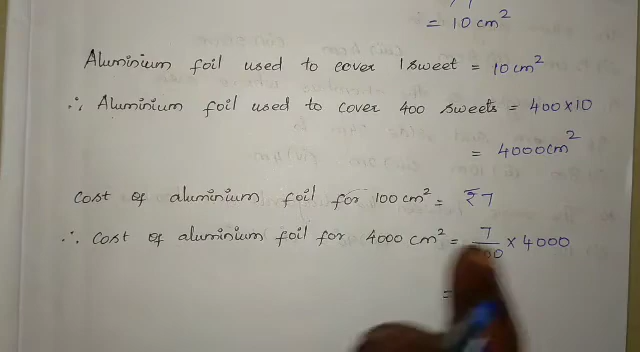 = 10 cm²
Aluminium foil used to cover 1 sweet = 10 cm²
∴ Aluminium foil used to cover 400 sweets = 400 × 10
= 4000 cm²
Cost of aluminium foil for 100 cm² = ₹7
∴ Cost of aluminium foil for 4000 cm² = 7/100 × 4000
=